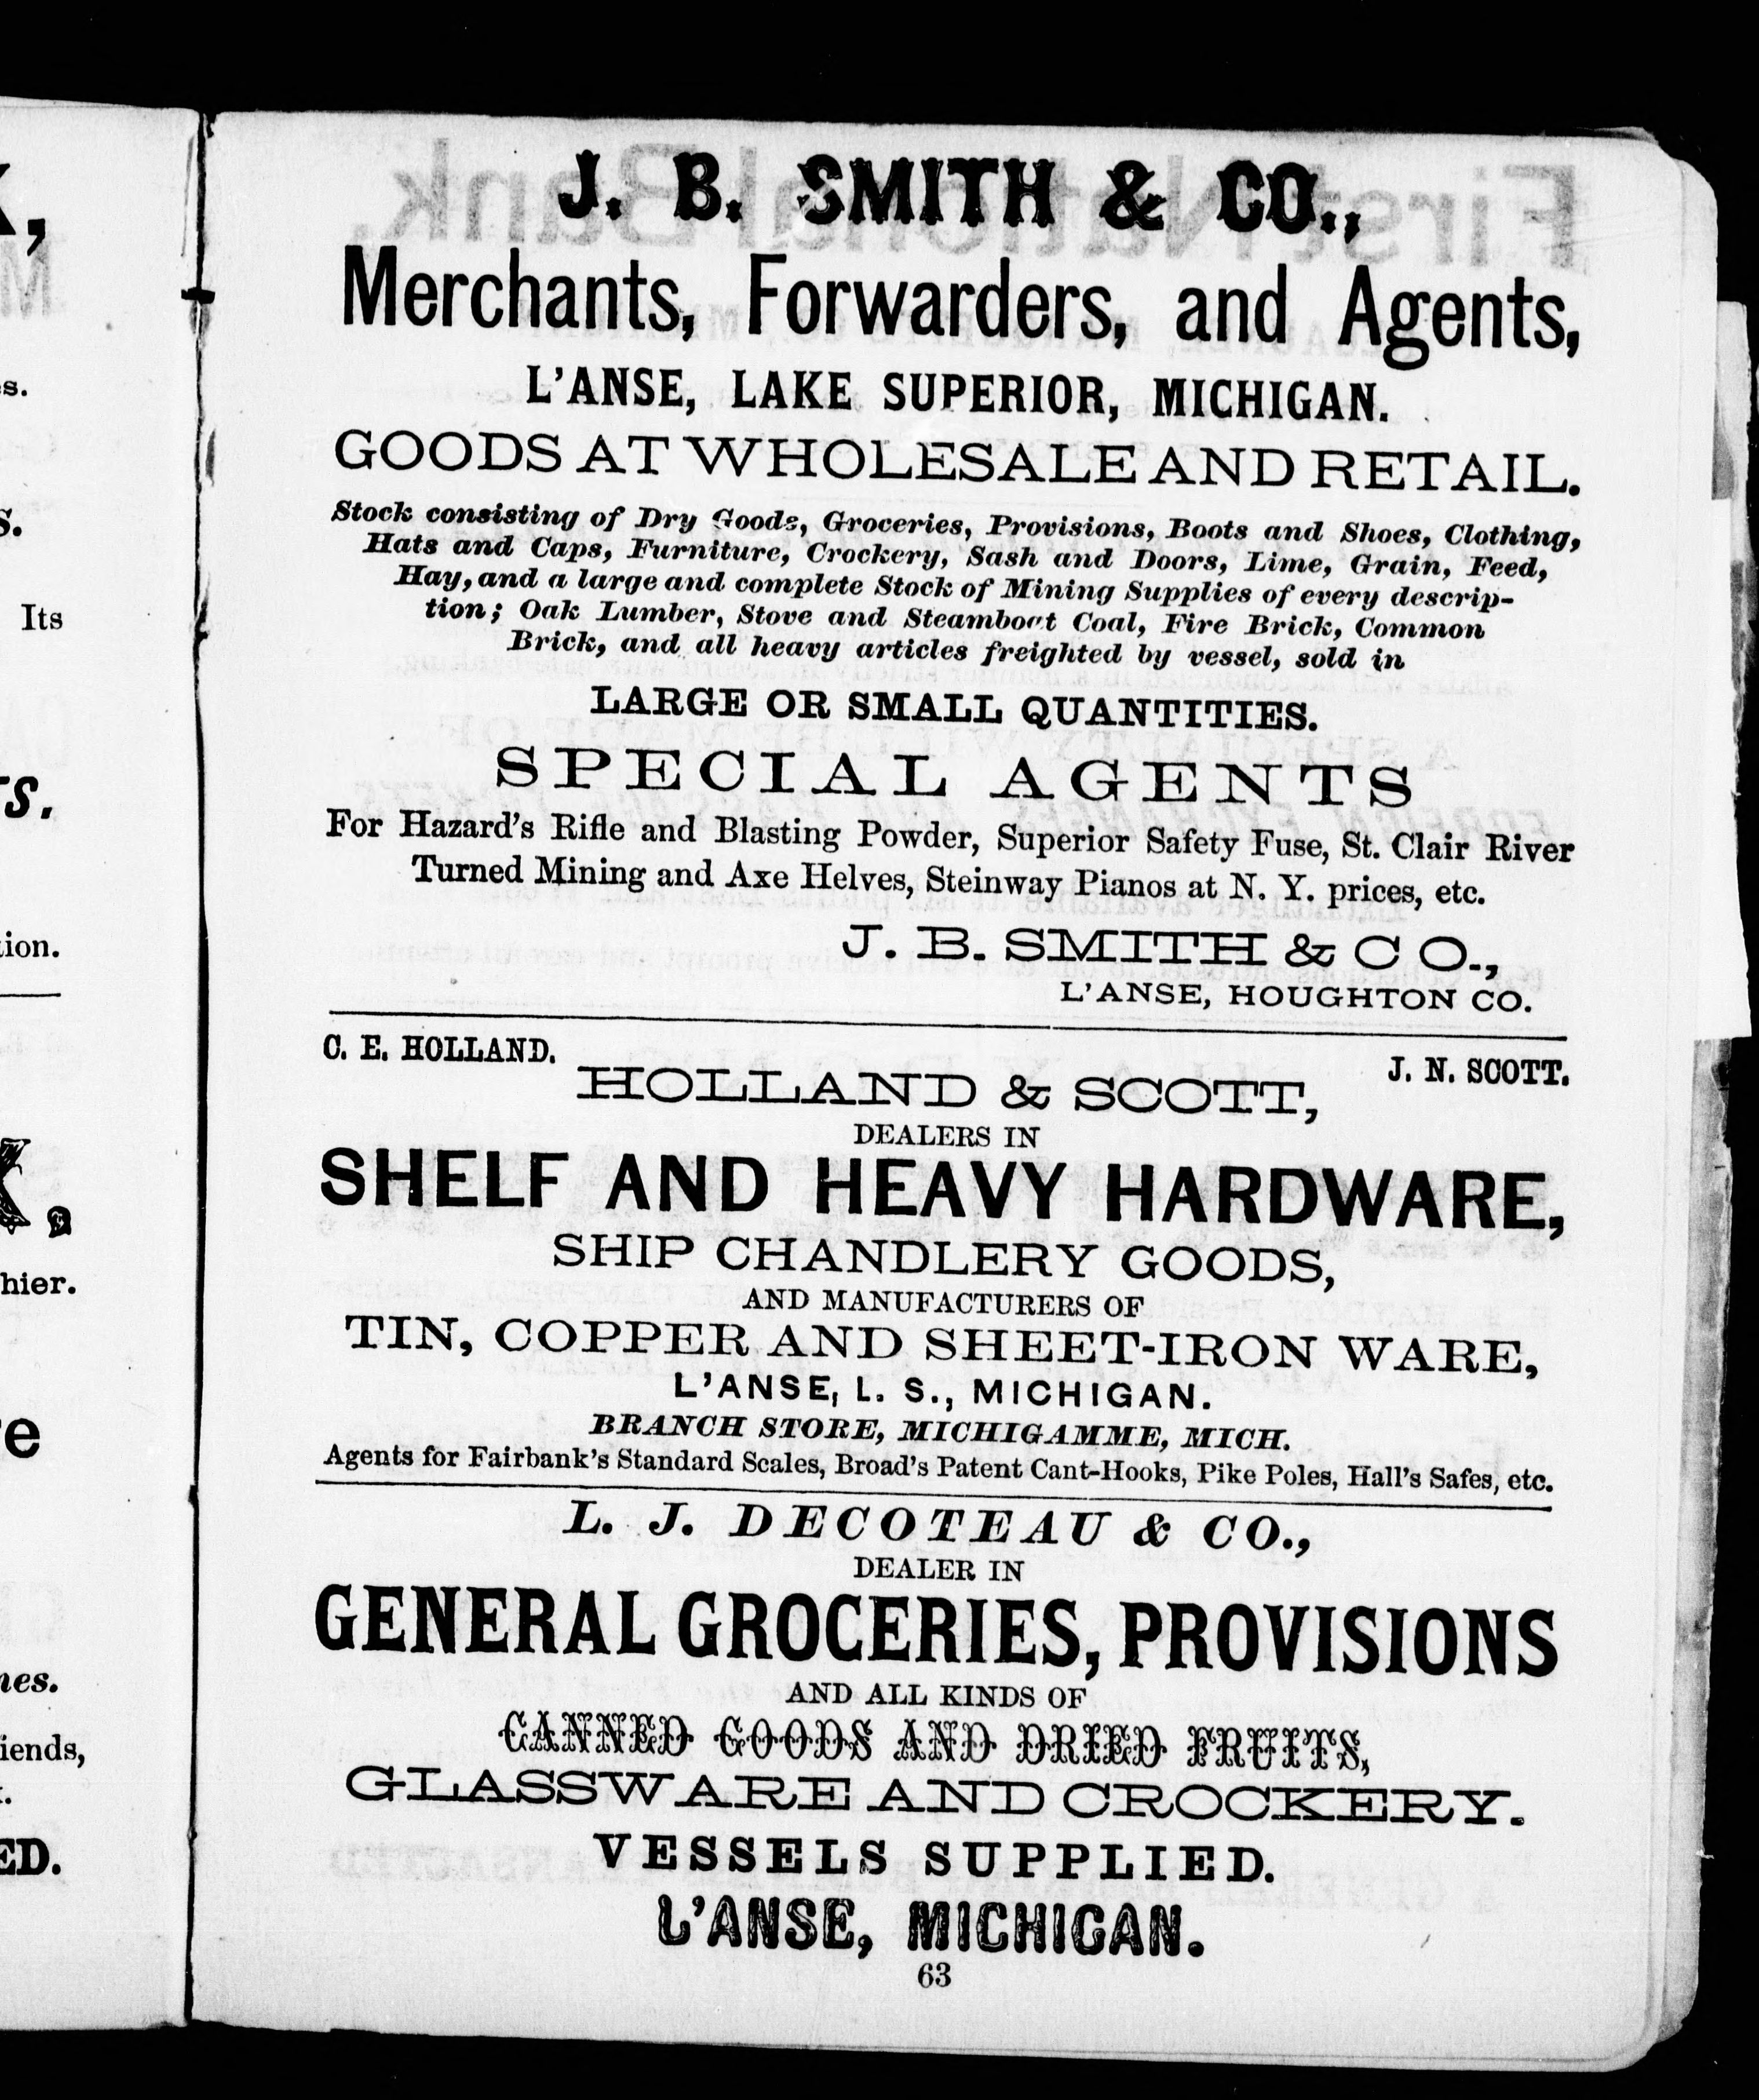 J. B. SMITH & CO.,
Merchants, Forwarders, and Agents,
L'ANSE, LAKE SUPERIOR, MICHIGAN.
GOODS AT WHOLESALE AND RETAIL.
Stock consisting of Dry Goods, Groceries, Provisions, Boots and Shoes, Clothing,
Hats and Caps, Furniture, Crockery, Sash and Doors, Lime, Grain, Feed,
Hay, and a large and complete Stock of Mining Supplies of every descrip-
tion; Oak Lumber, Stove and Steamboat Coal, Fire Brick, Common
Brick, and all heavy articles freighted by vessel, sold in
LARGE OR SMALL QUANTITIES.
SPECIAL AGENTS
For Hazard's Rifle and Blasting Powder, Superior Safety Fuse, St. Clair River
Turned Mining and Axe Helves, Steinway Pianos at N. Y. prices, etc.
J. B. SMITH & CO.,
L'ANSE, HOUGHTON CO.
C. E. HOLLAND.
J. N. SCOTT.
HOLLAND & SCOTT,
DEALERS IN
SHELF AND HEAVY HARDWARE,
SHIP CHANDLERY GOODS,
AND MANUFACTURERS OF
TIN, COPPER AND SHEET-IRON WARE,
L'ANSE, L. S., MICHIGAN.
BRANCH STORE, MICHIGAMME, MICH.
Agents for Fairbank's Standard Scales, Broad's Patent Cant-Hooks, Pike Poles, Hall's Safes, etc.
L. J. DECOTEAU & CO.,
DEALER IN
GENERAL GROCERIES, PROVISIONS
AND ALL KINDS OF
CANNED GOODS AND DRIED FRUITS,
GLASSWARE AND CROCKERY.
VESSELS SUPPLIED.
L'ANSE, MICHIGAN.
63